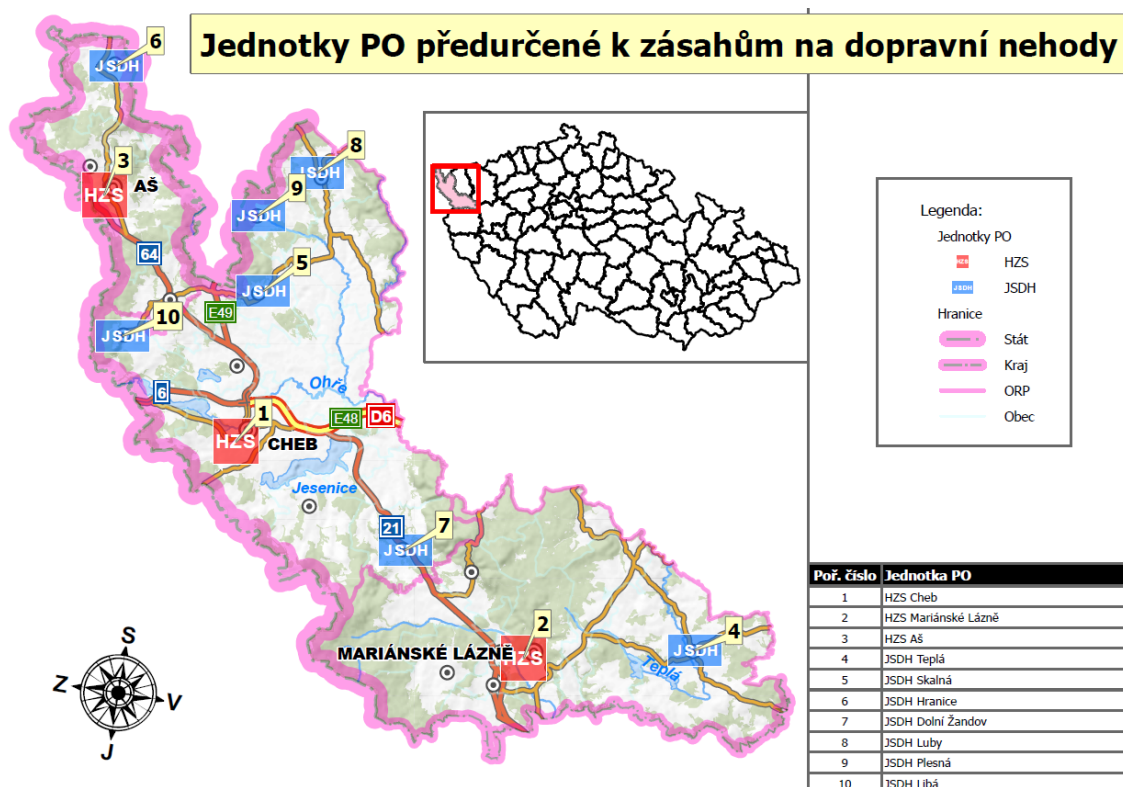 Jednotky PO předurčené k zásahům na dopravní nehody
6
JSDH
8
JSDH
3
HZS
AŠ
9
JSDH
64
5
JSDH
E49
10
JSDH
6
Ohře
1
HZS
CHEB
E48
D6
Jesenice
21
7
JSDH
2
HZS
MARIÁNSKÉ LÁZNĚ
4
JSDH
Teplá
S
Z
V
J
Legenda:
Jednotky PO
HZS HZS
JSDH JSDH
Hranice
Stát
Kraj
ORP
Obec
Poř. číslo Jednotka PO
1 HZS Cheb
2 HZS Mariánské Lázně
3 HZS Aš
4 JSDH Teplá
5 JSDH Skalná
6 JSDH Hranice
7 JSDH Dolní Žandov
8 JSDH Luby
9 JSDH Plesná
10 JSDH Libá